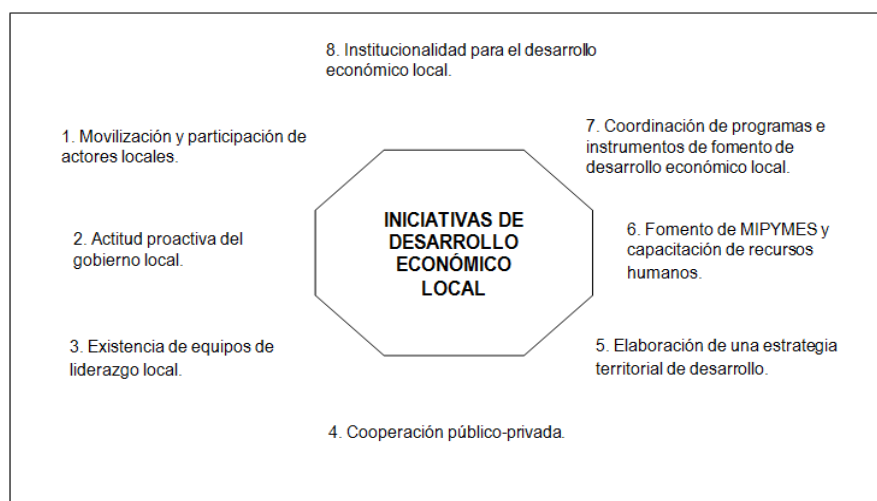 8. Institucionalidad para el desarrollo
económico local.
1. Movilización y participación de
actores locales.
7. Coordinación de programas e
instrumentos de fomento de
desarrollo económico local.
INICIATIVAS DE
DESARROLLO
ECONÓMICO
LOCAL
2. Actitud proactiva del
gobierno local.
6. Fomento de MIPYMES y
capacitación de recursos
humanos.
3. Existencia de equipos de
liderazgo local.
5. Elaboración de una estrategia
territorial de desarrollo.
4. Cooperación público-privada.